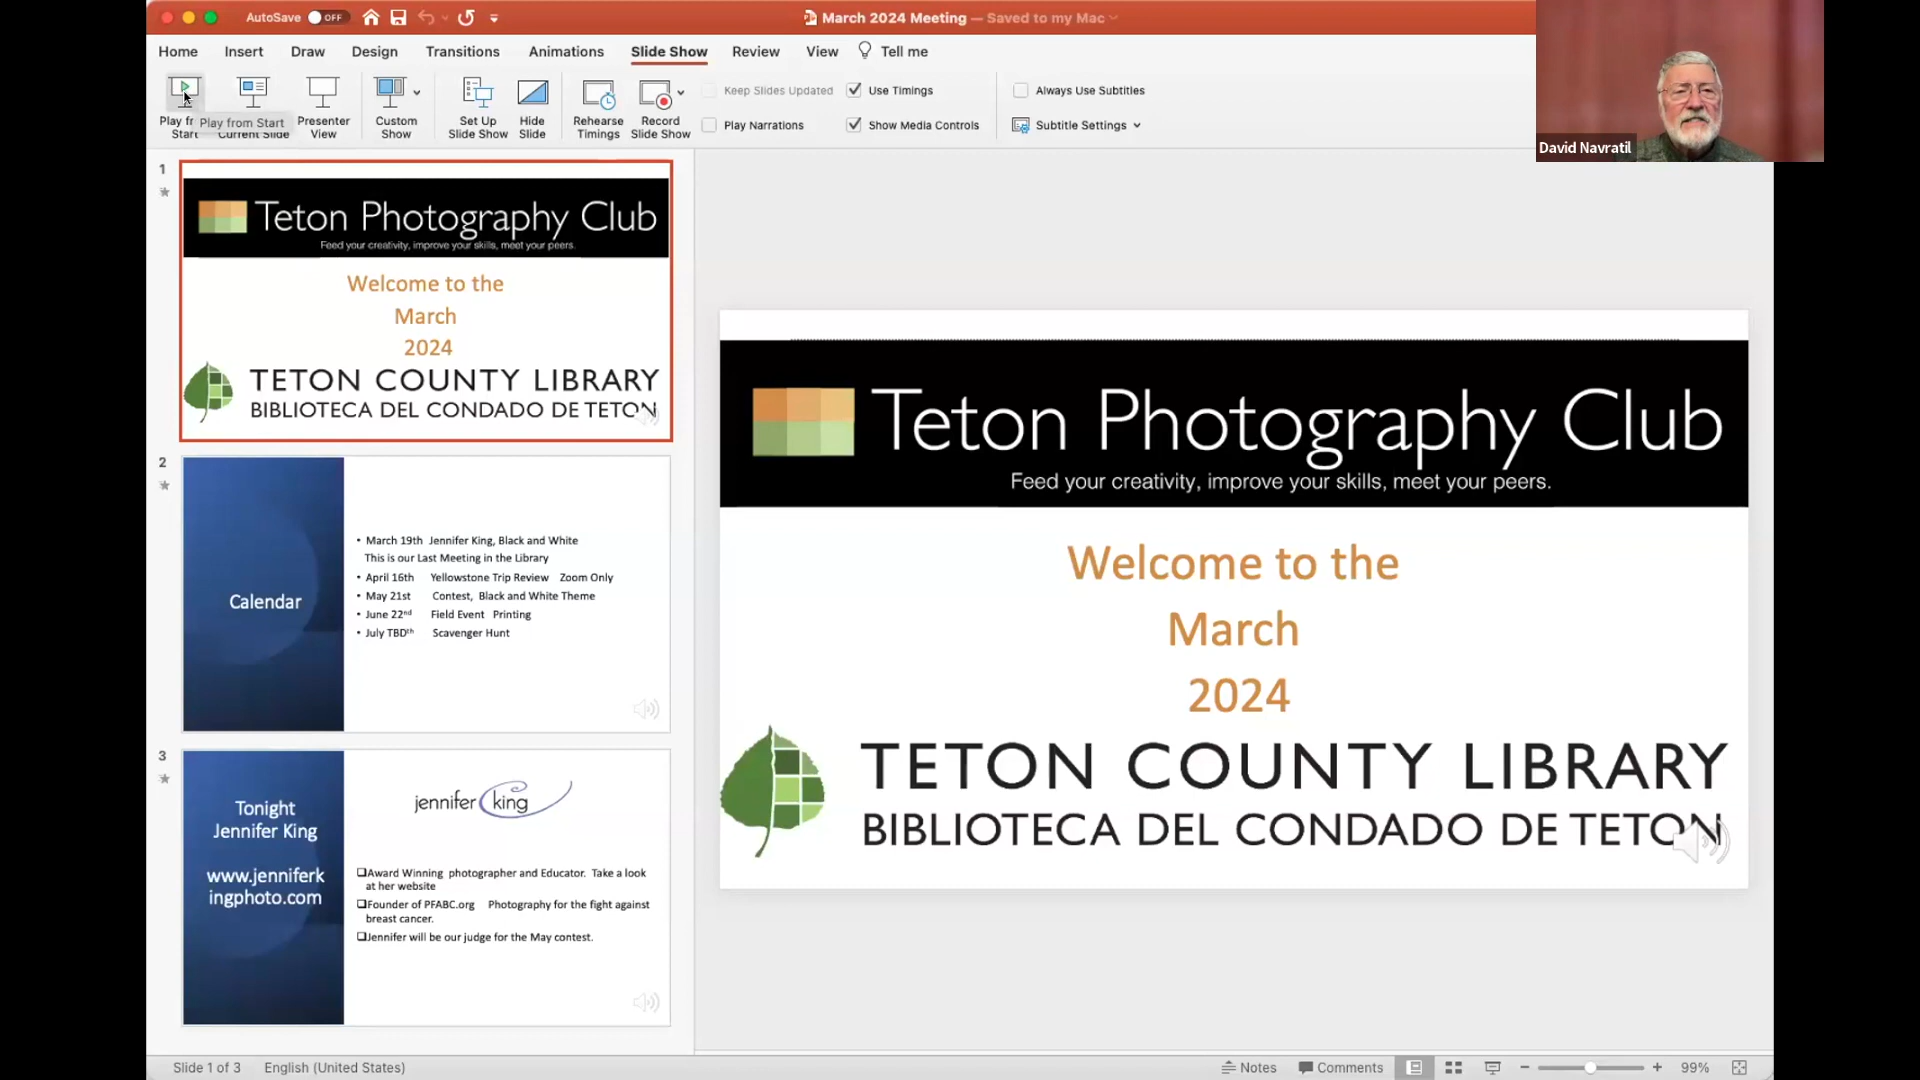 AutoSave OFF
March 2024 Meeting — Saved to my Mac
Home Insert Draw Design Transitions Animations Slide Show Review View Tell me
Play fr
Start
Play from Start
Current Slide
Presenter
View
Custom
Show
Set Up
Slide Show
Hide
Slide
Rehearse
Timings
Record
Slide Show
Keep Slides Updated
Play Narrations
Use Timings
Show Media Controls
Always Use Subtitles
Subtitle Settings
David Navratil
1
Teton Photography Club
Feed your creativity, improve your skills, meet your peers.
Welcome to the
March
2024
TETON COUNTY LIBRARY
BIBLIOTECA DEL CONDADO DE TETON
2
Calendar
• March 19th Jennifer King, Black and White
This is our Last Meeting in the Library
• April 16th Yellowstone Trip Review Zoom Only
• May 21st Contest, Black and White Theme
• June 22nd Field Event Printing
• July TBDth Scavenger Hunt
3
Tonight
Jennifer King
www.jenniferk
ingphoto.com
jennifer king
❑Award Winning photographer and Educator. Take a look
at her website
❑Founder of PFABC.org Photography for the fight against
breast cancer.
❑Jennifer will be our judge for the May contest.
Teton Photography Club
Feed your creativity, improve your skills, meet your peers.
Welcome to the
March
2024
TETON COUNTY LIBRARY
BIBLIOTECA DEL CONDADO DE TETON
Slide 1 of 3 English (United States)
Notes Comments 99%